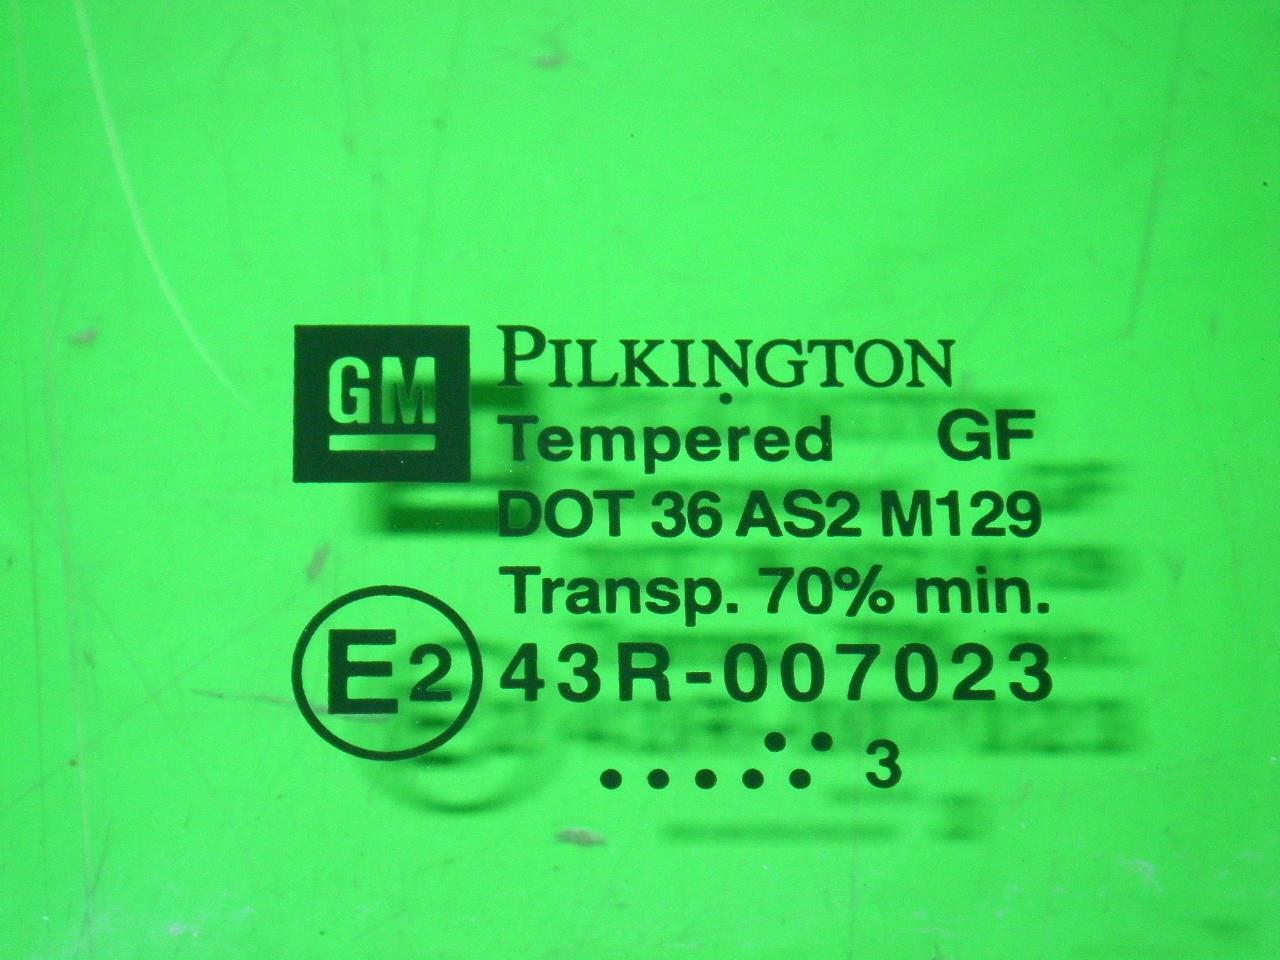 GM PILKINGTON
Tempered GF
DOT 36 AS2 M129
Transp. 70% min.
E2 43R-007023
3